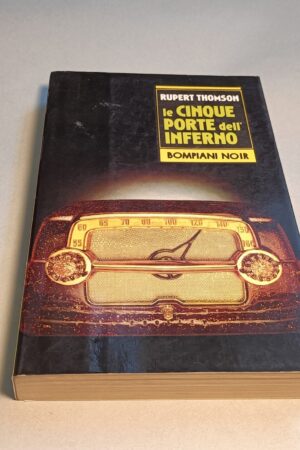 RUPERT THOMSON
le CINQUE
PORTE dell'
INFERNO
BOMPIANI NOIR